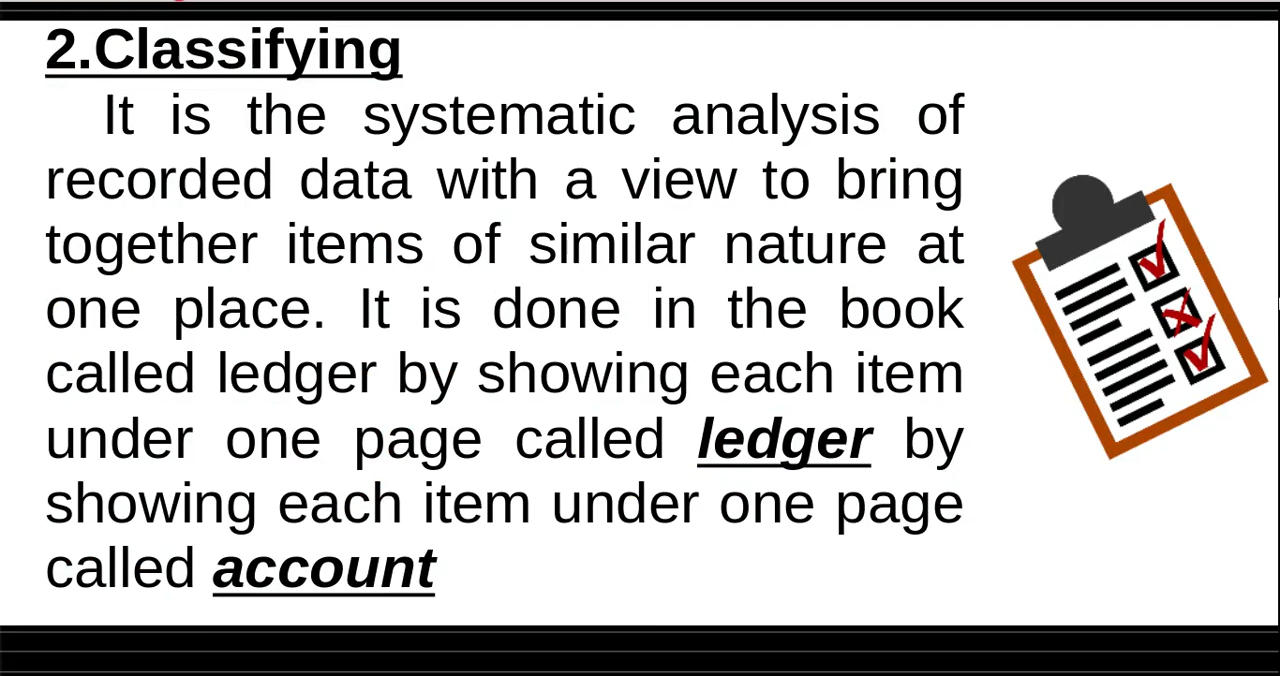 2.Classifying
It is the systematic analysis of
recorded data with a view to bring
together items of similar nature at
one place. It is done in the book
called ledger by showing each item
under one page called ledger by
showing each item under one page
called account